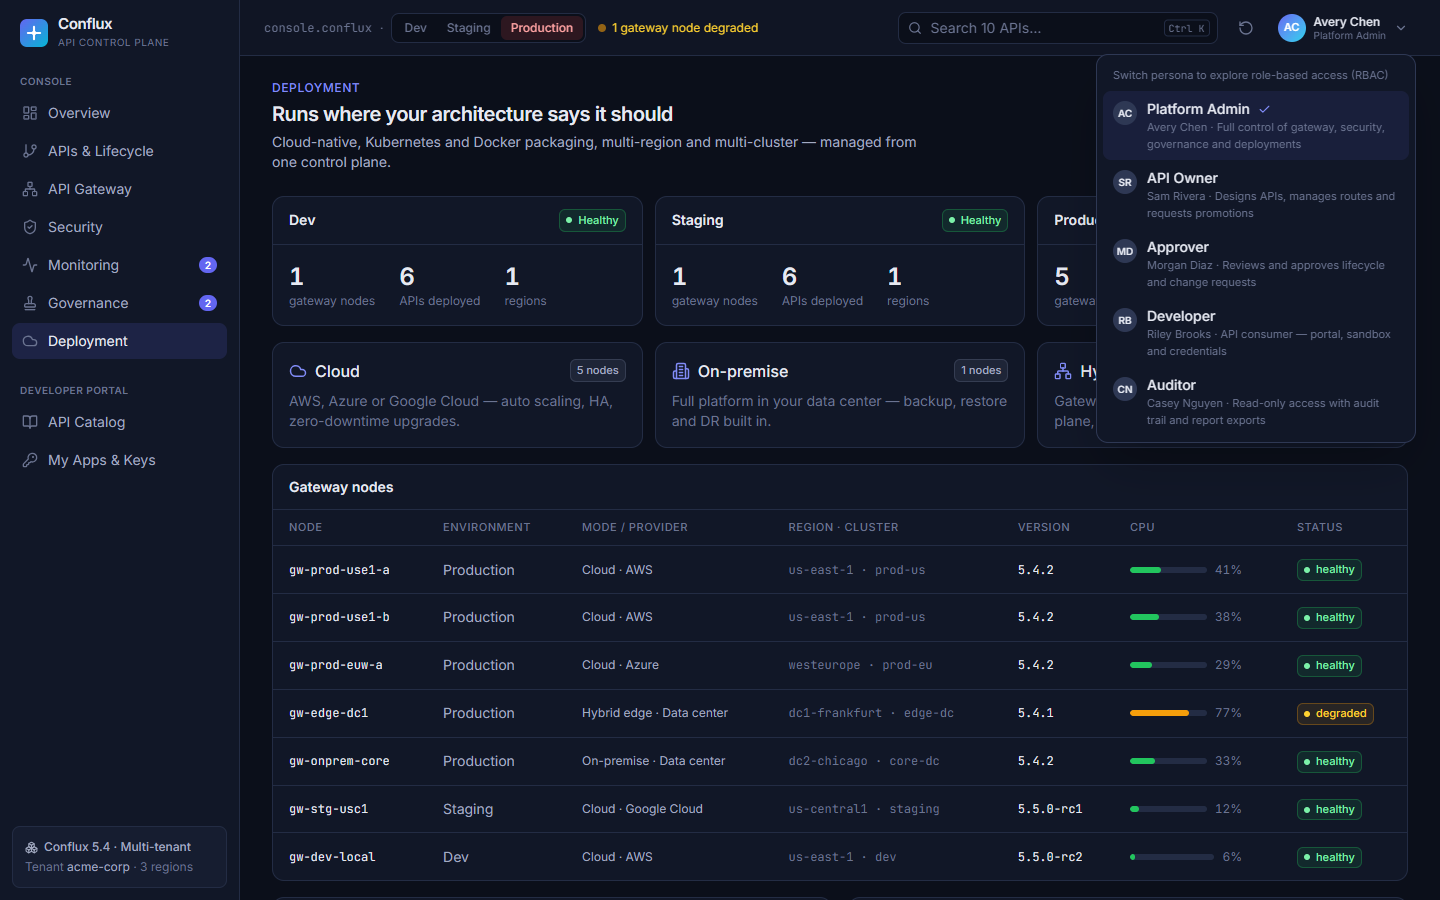 Conflux
API CONTROL PLANE
CONSOLE
Overview
APIs & Lifecycle
API Gateway
Security
Monitoring 2
Governance 2
Deployment
DEVELOPER PORTAL
API Catalog
My Apps & Keys
Conflux 5.4 · Multi-tenant
Tenant acme-corp · 3 regions
console.conflux · Dev Staging Production 1 gateway node degraded
Search 10 APIs... Ctrl K
AC Avery Chen
Platform Admin
Switch persona to explore role-based access (RBAC)
AC Platform Admin
Avery Chen · Full control of gateway, security,
governance and deployments
SR API Owner
Sam Rivera · Designs APIs, manages routes and
requests promotions
MD Approver
Morgan Diaz · Reviews and approves lifecycle
and change requests
RB Developer
Riley Brooks · API consumer — portal, sandbox
and credentials
CN Auditor
Casey Nguyen · Read-only access with audit
trail and report exports
DEPLOYMENT
Runs where your architecture says it should
Cloud-native, Kubernetes and Docker packaging, multi-region and multi-cluster — managed from
one control plane.
Dev Healthy
1 6 1
gateway nodes APIs deployed regions
Staging Healthy
1 6 1
gateway nodes APIs deployed regions
Produ
5
gatewa
Cloud 5 nodes
AWS, Azure or Google Cloud — auto scaling, HA,
zero-downtime upgrades.
On-premise 1 nodes
Full platform in your data center — backup, restore
and DR built in.
Hy
Gatew
plane,
Gateway nodes
NODE ENVIRONMENT MODE / PROVIDER REGION · CLUSTER VERSION CPU STATUS
gw-prod-use1-a Production Cloud · AWS us-east-1 · prod-us 5.4.2 41% healthy
gw-prod-use1-b Production Cloud · AWS us-east-1 · prod-us 5.4.2 38% healthy
gw-prod-euw-a Production Cloud · Azure westeurope · prod-eu 5.4.2 29% healthy
gw-edge-dc1 Production Hybrid edge · Data center dc1-frankfurt · edge-dc 5.4.1 77% degraded
gw-onprem-core Production On-premise · Data center dc2-chicago · core-dc 5.4.2 33% healthy
gw-stg-usc1 Staging Cloud · Google Cloud us-central1 · staging 5.5.0-rc1 12% healthy
gw-dev-local Dev Cloud · AWS us-east-1 · dev 5.5.0-rc2 6% healthy